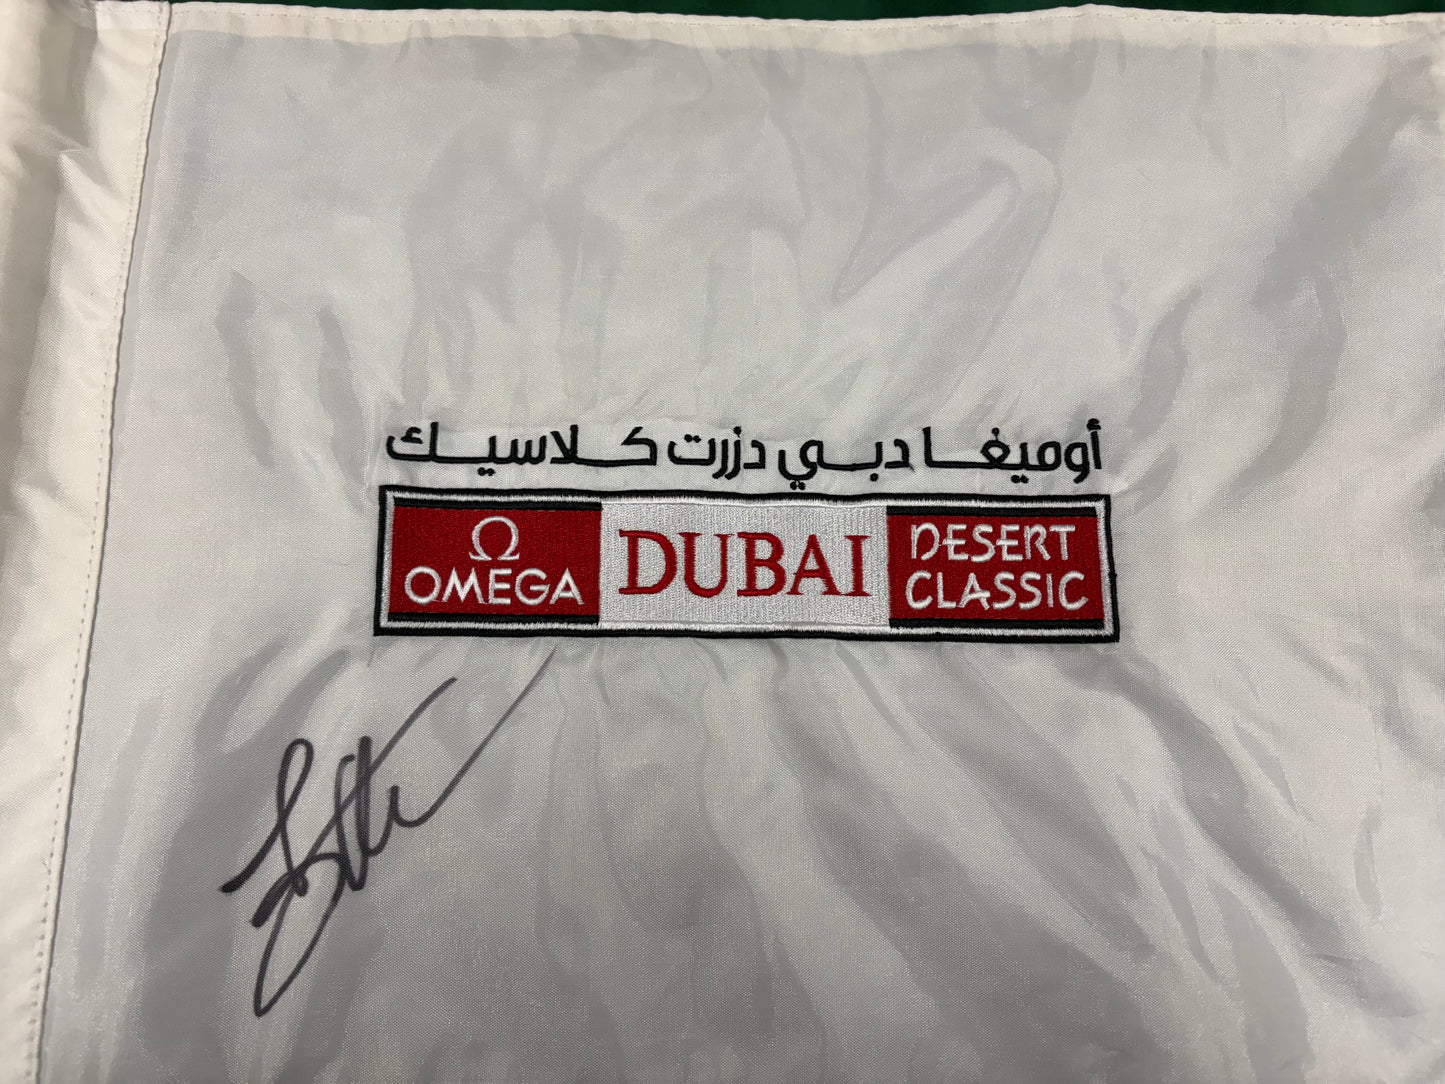 أوميغا دبي دزرت كلاسيك
Ω
OMEGA
DUBAI
DESERT
CLASSIC